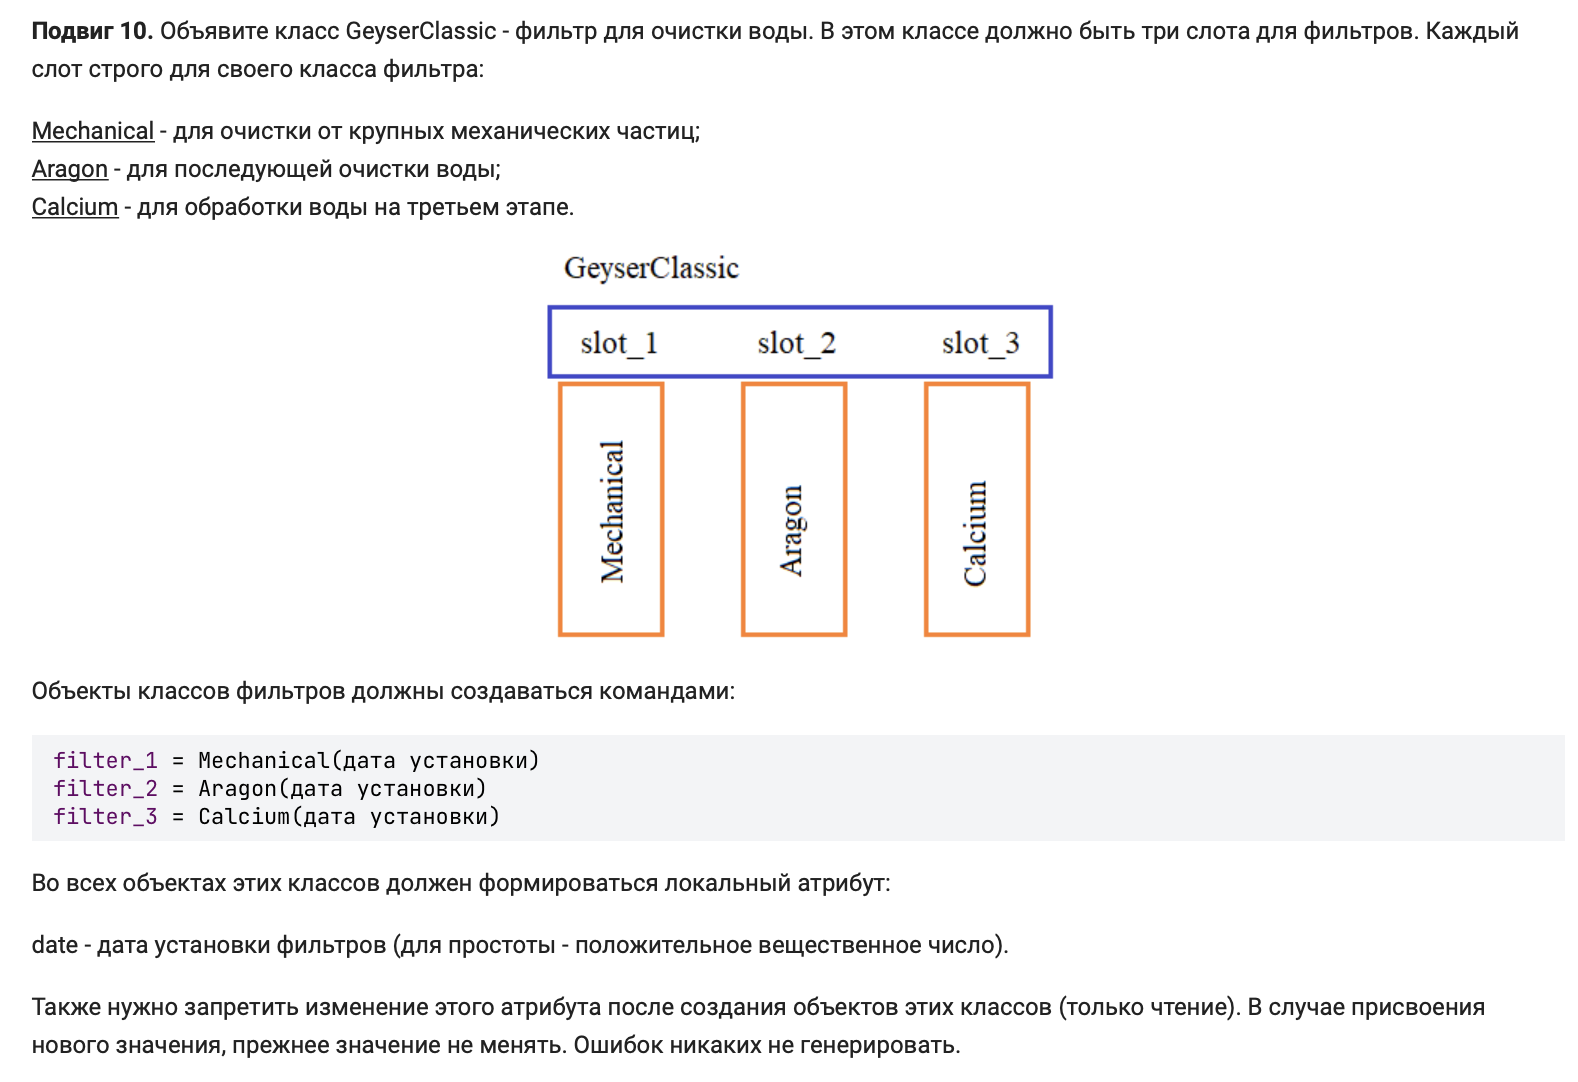 Подвиг 10. Объявите класс GeyserClassic - фильтр для очистки воды. В этом классе должно быть три слота для фильтров. Каждый
слот строго для своего класса фильтра:
Mechanical - для очистки от крупных механических частиц;
Aragon - для последующей очистки воды;
Calcium - для обработки воды на третьем этапе.
GeyserClassic
slot_1 slot_2 slot_3
Mechanical
Aragon
Calcium
Объекты классов фильтров должны создаваться командами:
filter_1 = Mechanical(дата установки)
filter_2 = Aragon(дата установки)
filter_3 = Calcium(дата установки)
Во всех объектах этих классов должен формироваться локальный атрибут:
date - дата установки фильтров (для простоты - положительное вещественное число).
Также нужно запретить изменение этого атрибута после создания объектов этих классов (только чтение). В случае присвоения
нового значения, прежнее значение не менять. Ошибок никаких не генерировать.